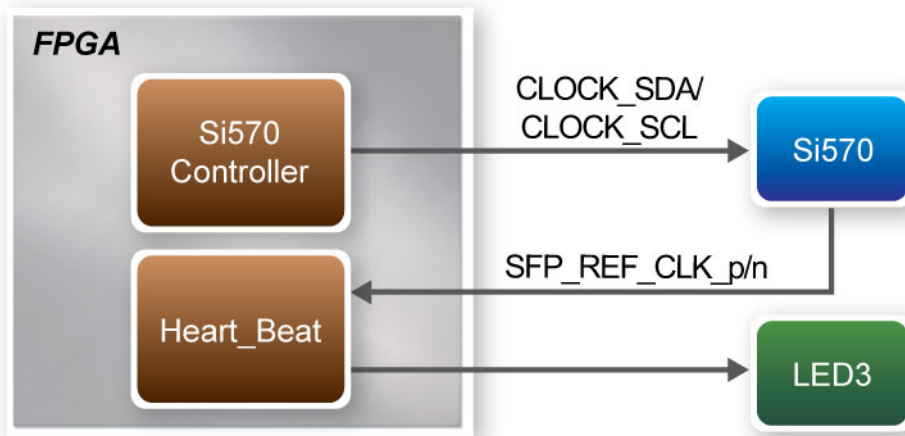 FPGA
Si570
Controller
CLOCK_SDA/
CLOCK_SCL
Si570
SFP_REF_CLK_p/n
Heart_Beat
LED3